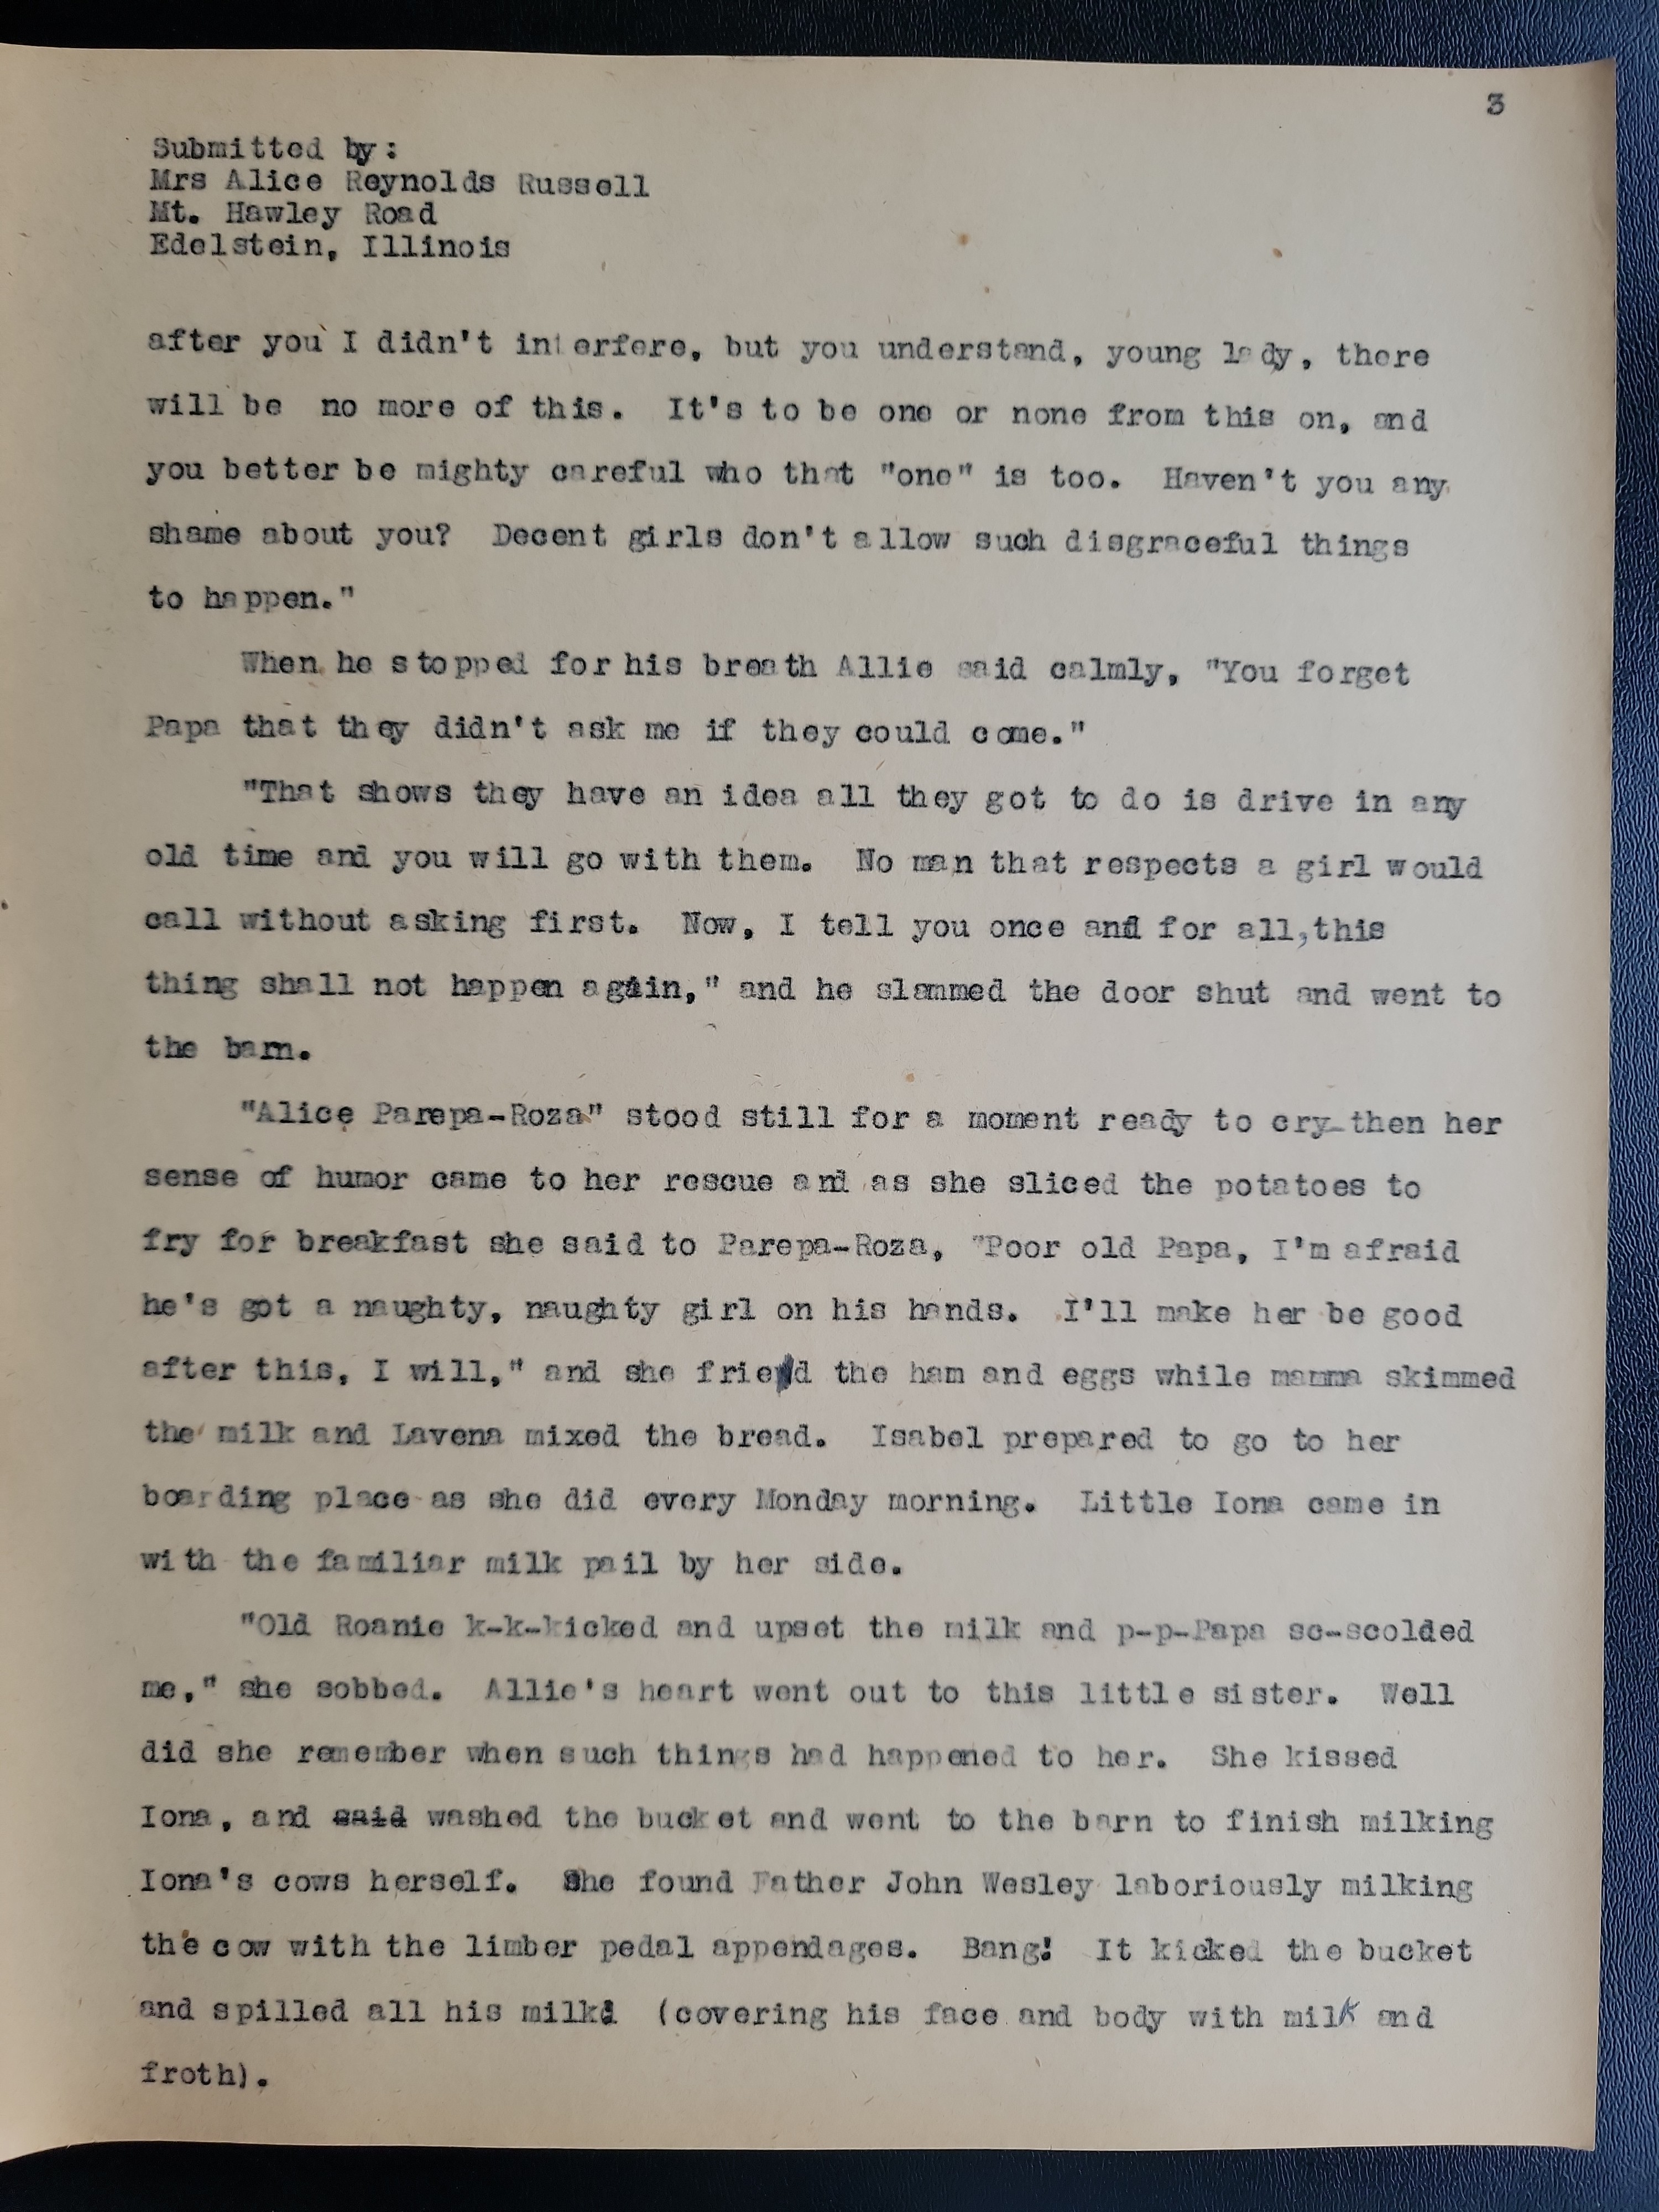 3
Submitted by:
Mrs Alice Reynolds Russell
Mt. Hawley Road
Edelstein, Illinois
after you I didn't interfere, but you understand, young lady, there
will be no more of this. It's to be one or none from this on, and
you better be mighty careful who that "one" is too. Haven't you any
shame about you? Decent girls don't allow such disgraceful things
to happen."
When he stopped for his breath Allie said calmly, "You forget
Papa that they didn't ask me if they could come."
"That shows they have an idea all they got to do is drive in any
old time and you will go with them. No man that respects a girl would
call without asking first. Now, I tell you once and for all, this
thing shall not happen again," and he slammed the door shut and went to
the barn.
"Alice Parepa-Roza" stood still for a moment ready to cry-then her
sense of humor came to her rescue and as she sliced the potatoes to
fry for breakfast she said to Parepa-Roza, "Poor old Papa, I'm afraid
he's got a naughty, naughty girl on his hands. I'll make her be good
after this, I will," and she fried the ham and eggs while mamma skimmed
the milk and Lavena mixed the bread. Isabel prepared to go to her
boarding place as she did every Monday morning. Little Iona came in
with the familiar milk pail by her side.
"Old Roanie k-k-kicked and upset the milk and p-p-Papa sc-scolded
me," she sobbed. Allie's heart went out to this little sister. Well
did she remember when such things had happened to her. She kissed
Iona, and said washed the bucket and went to the barn to finish milking
Iona's cows herself. She found Father John Wesley laboriously milking
the cow with the limber pedal appendages. Bang! It kicked the bucket
and spilled all his milk (covering his face and body with milk and
froth).